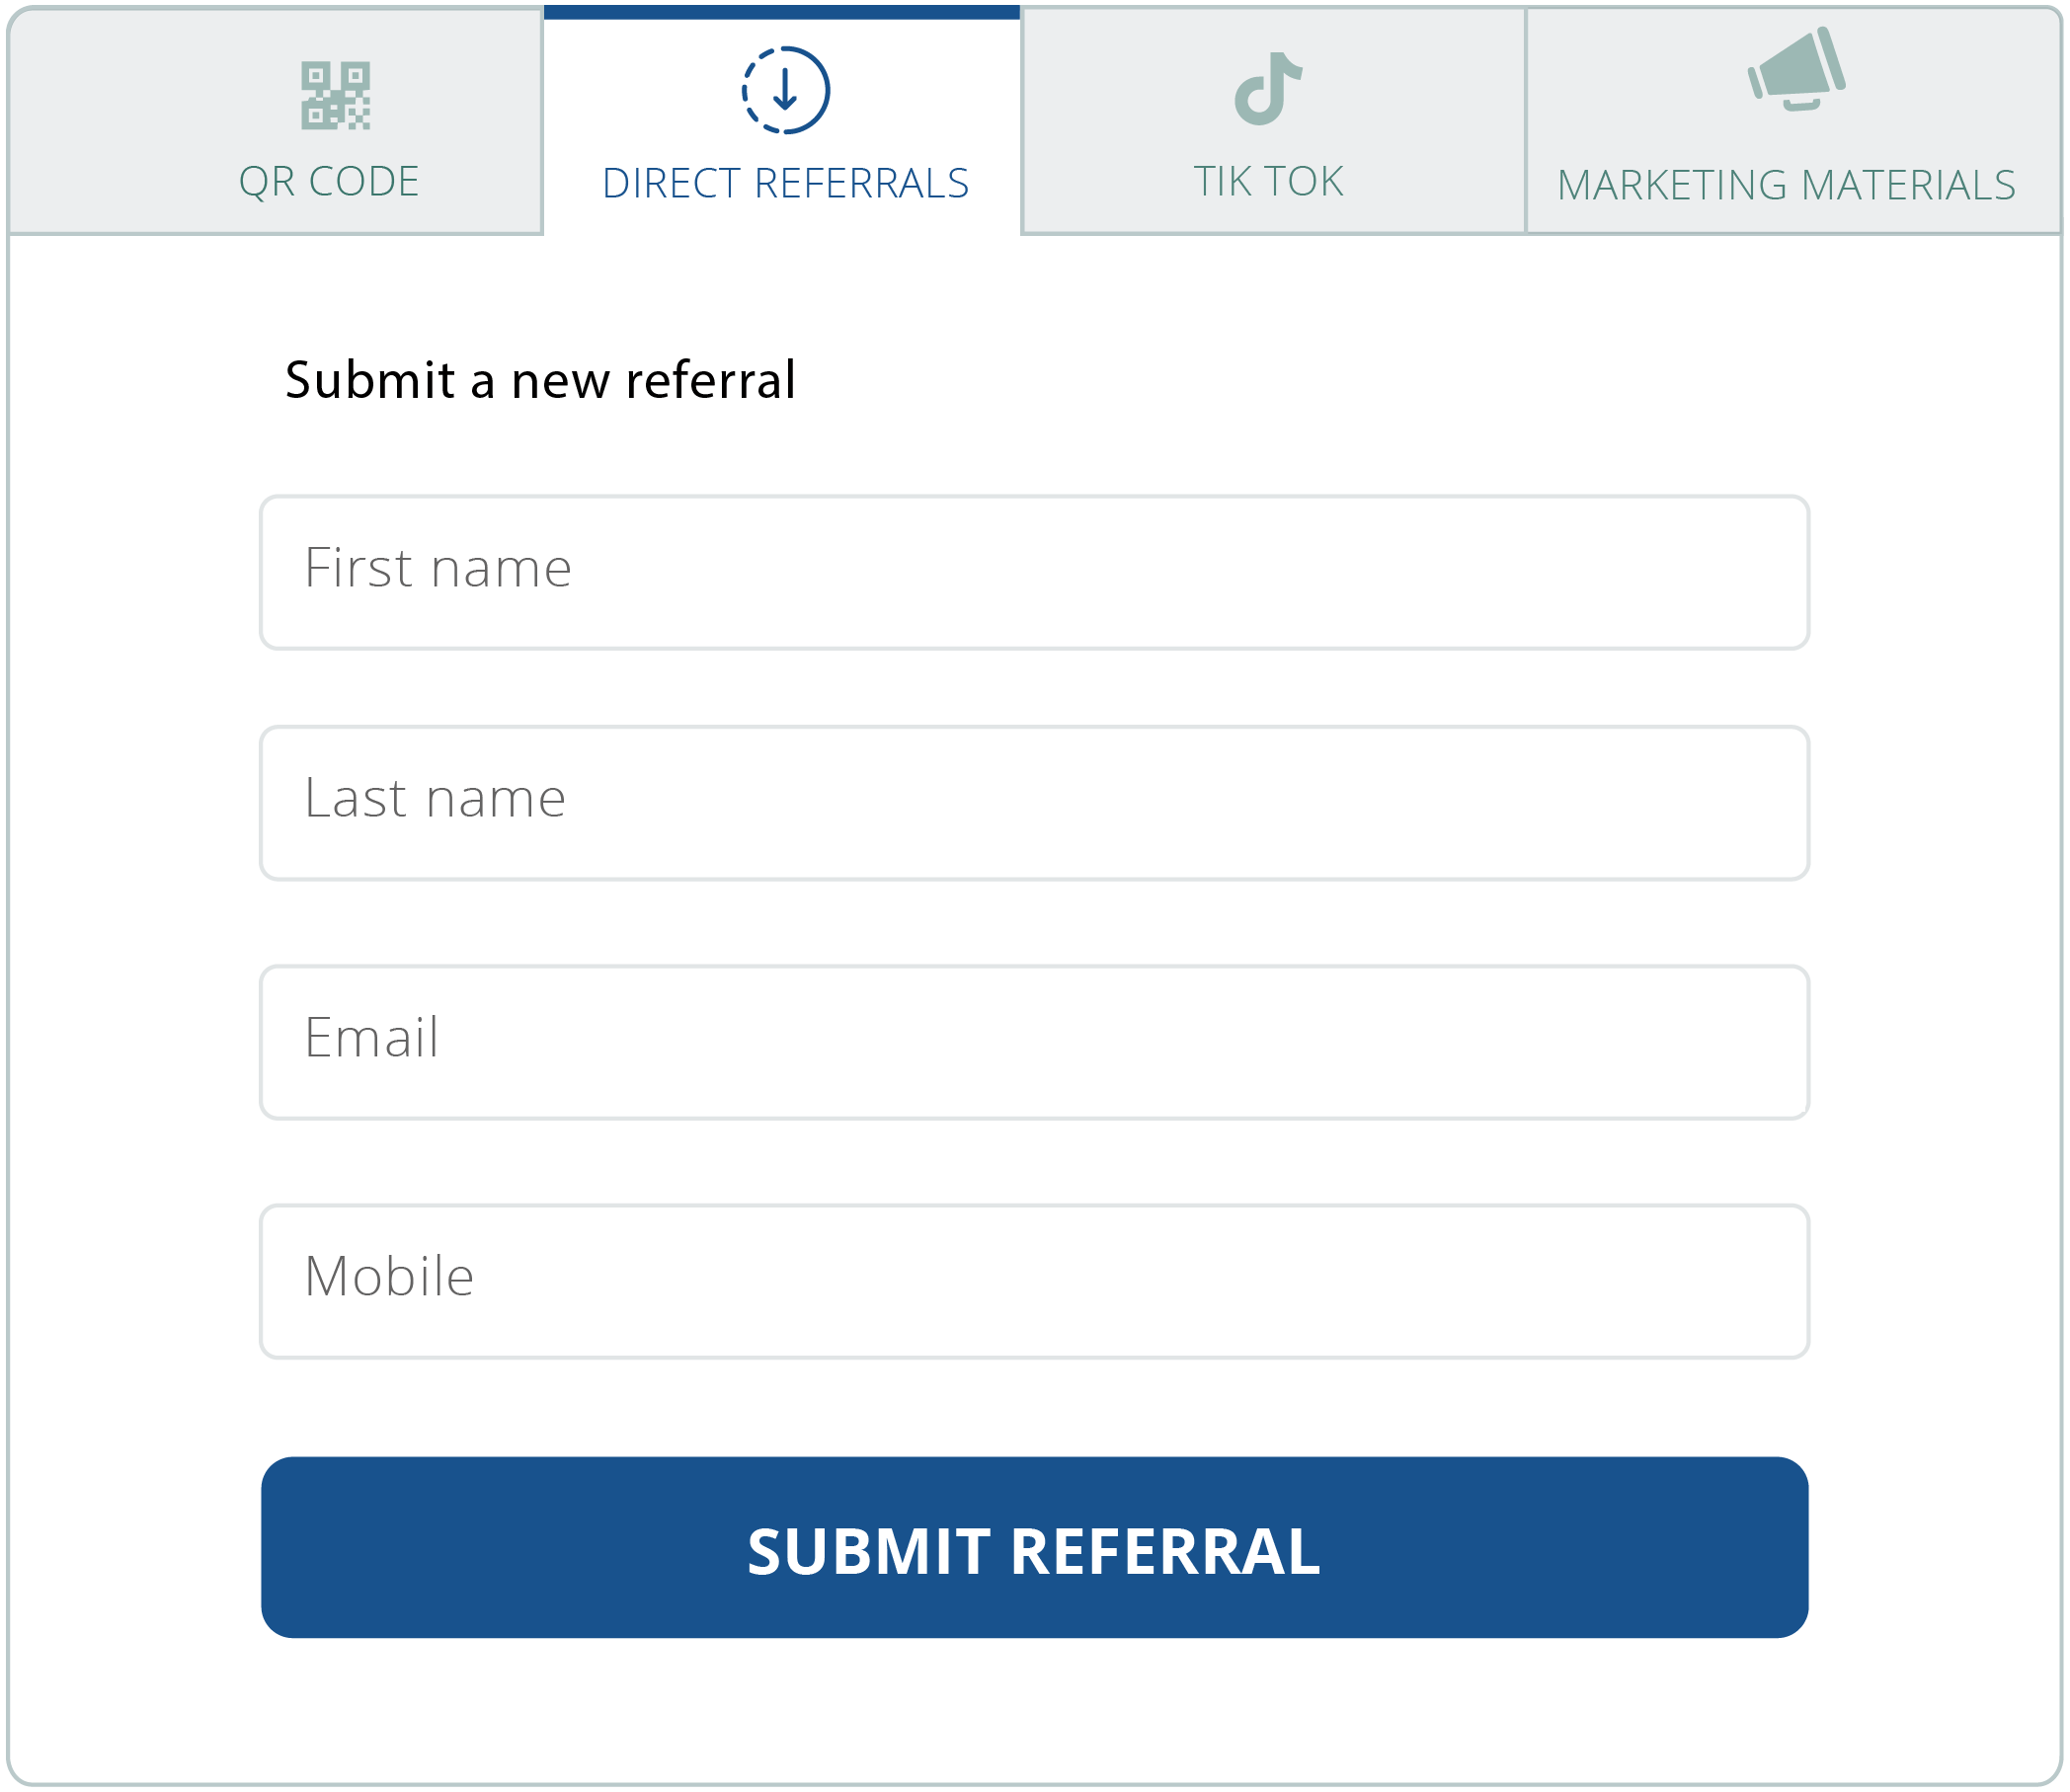 QR CODE
DIRECT REFERRALS
TIK TOK
MARKETING MATERIALS
Submit a new referral
First name
Last name
Email
Mobile
SUBMIT REFERRAL